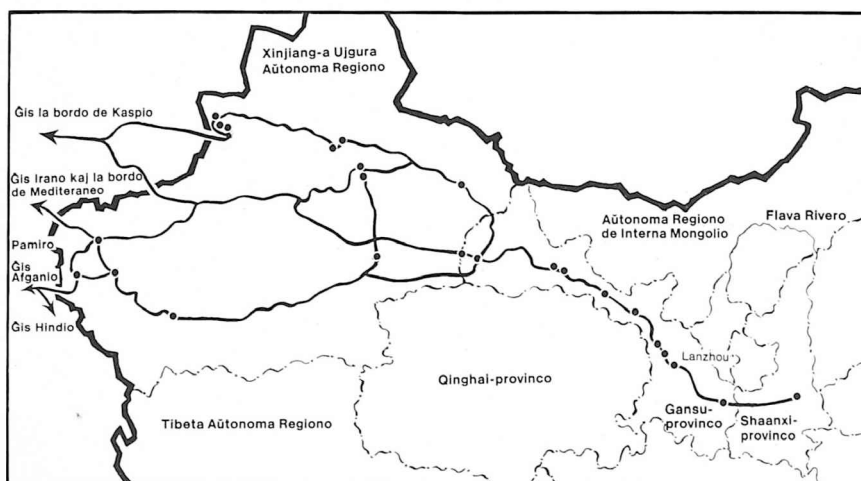 Xinjiang-a Ujgura
Aŭtonoma Regiono
Ĝis la bordo de Kaspio
Ĝis Irano kaj la bordo
de Mediteraneo
Pamiro
Ĝis
Afganio
Ĝis Hindio
Aŭtonoma Regiono
de Interna Mongolio
Flava Rivero
Lanzhou
Qinghai-provinco
Gansu-
provinco
Shaanxi-
provinco
Tibeta Aŭtonoma Regiono